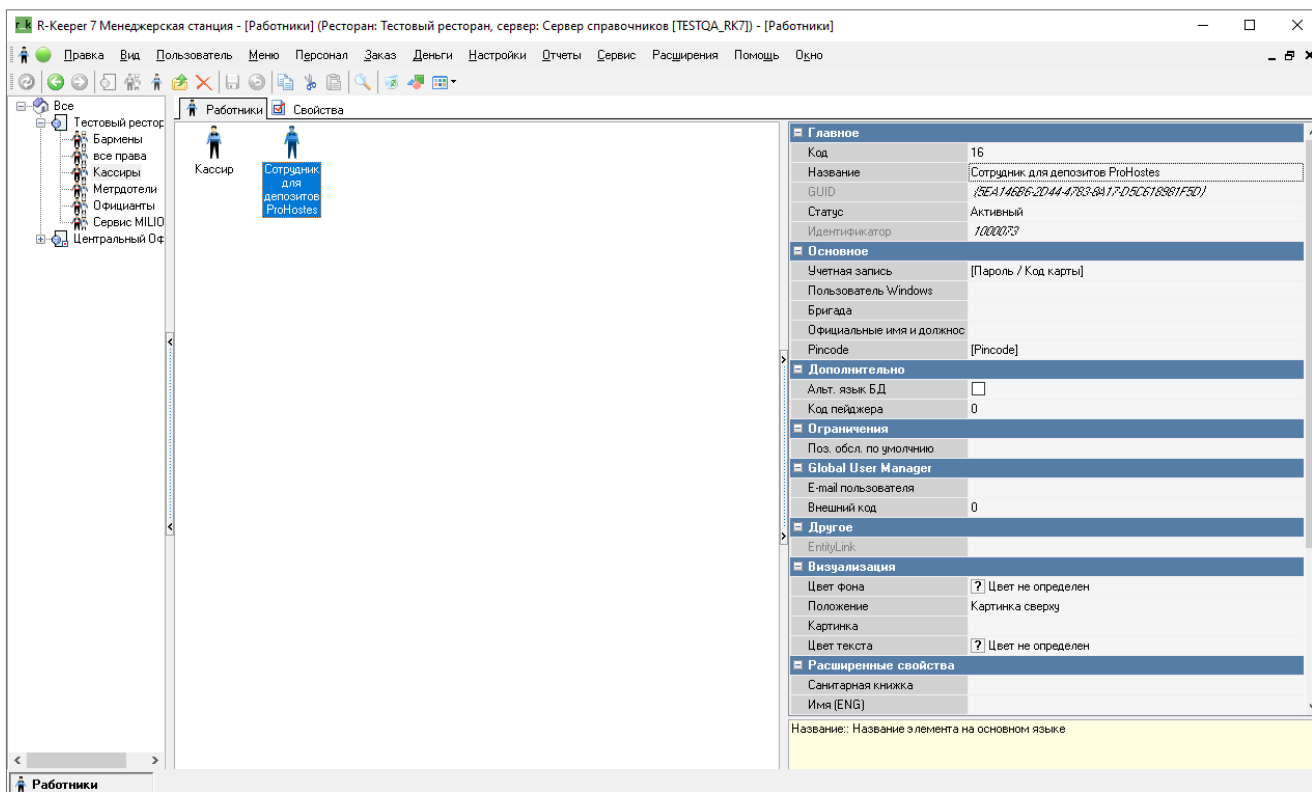 R-Keeper 7 Менеджерская станция - [Работники] (Ресторан: Тестовый ресторан, сервер: Сервер справочников [TESTQA_RK7]) - [Работники]
Правка Вид Пользователь Меню Персонал Заказ Деньги Настройки Отчеты Сервис Расширения Помощь Окно
Все
Тестовый рестор
Бармены
все права
Кассиры
Метрдотели
Официанты
Сервис MILIO
Центральный Оф
Работники Свойства
Кассир
Сотрудник
для
депозитов
ProHostes
Главное
Код 16
Название Сотрудник для депозитов ProHostes
GUID {5EA146B6-2D44-4783-8A17-D5C618981F5D}
Статус Активный
Идентификатор 1000073
Основное
Учетная запись [Пароль / Код карты]
Пользователь Windows
Бригада
Официальные имя и должнос
Pincode [Pincode]
Дополнительно
Альт. язык БД
Код пейджера 0
Ограничения
Поз. обсл. по умолчнию
Global User Manager
E-mail пользователя
Внешний код 0
Другое
EntityLink
Визуализация
Цвет фона ? Цвет не определен
Положение Картинка сверху
Картинка
Цвет текста ? Цвет не определен
Расширенные свойства
Санитарная книжка
Имя (ENG)
Название:: Название элемента на основном языке
Работники